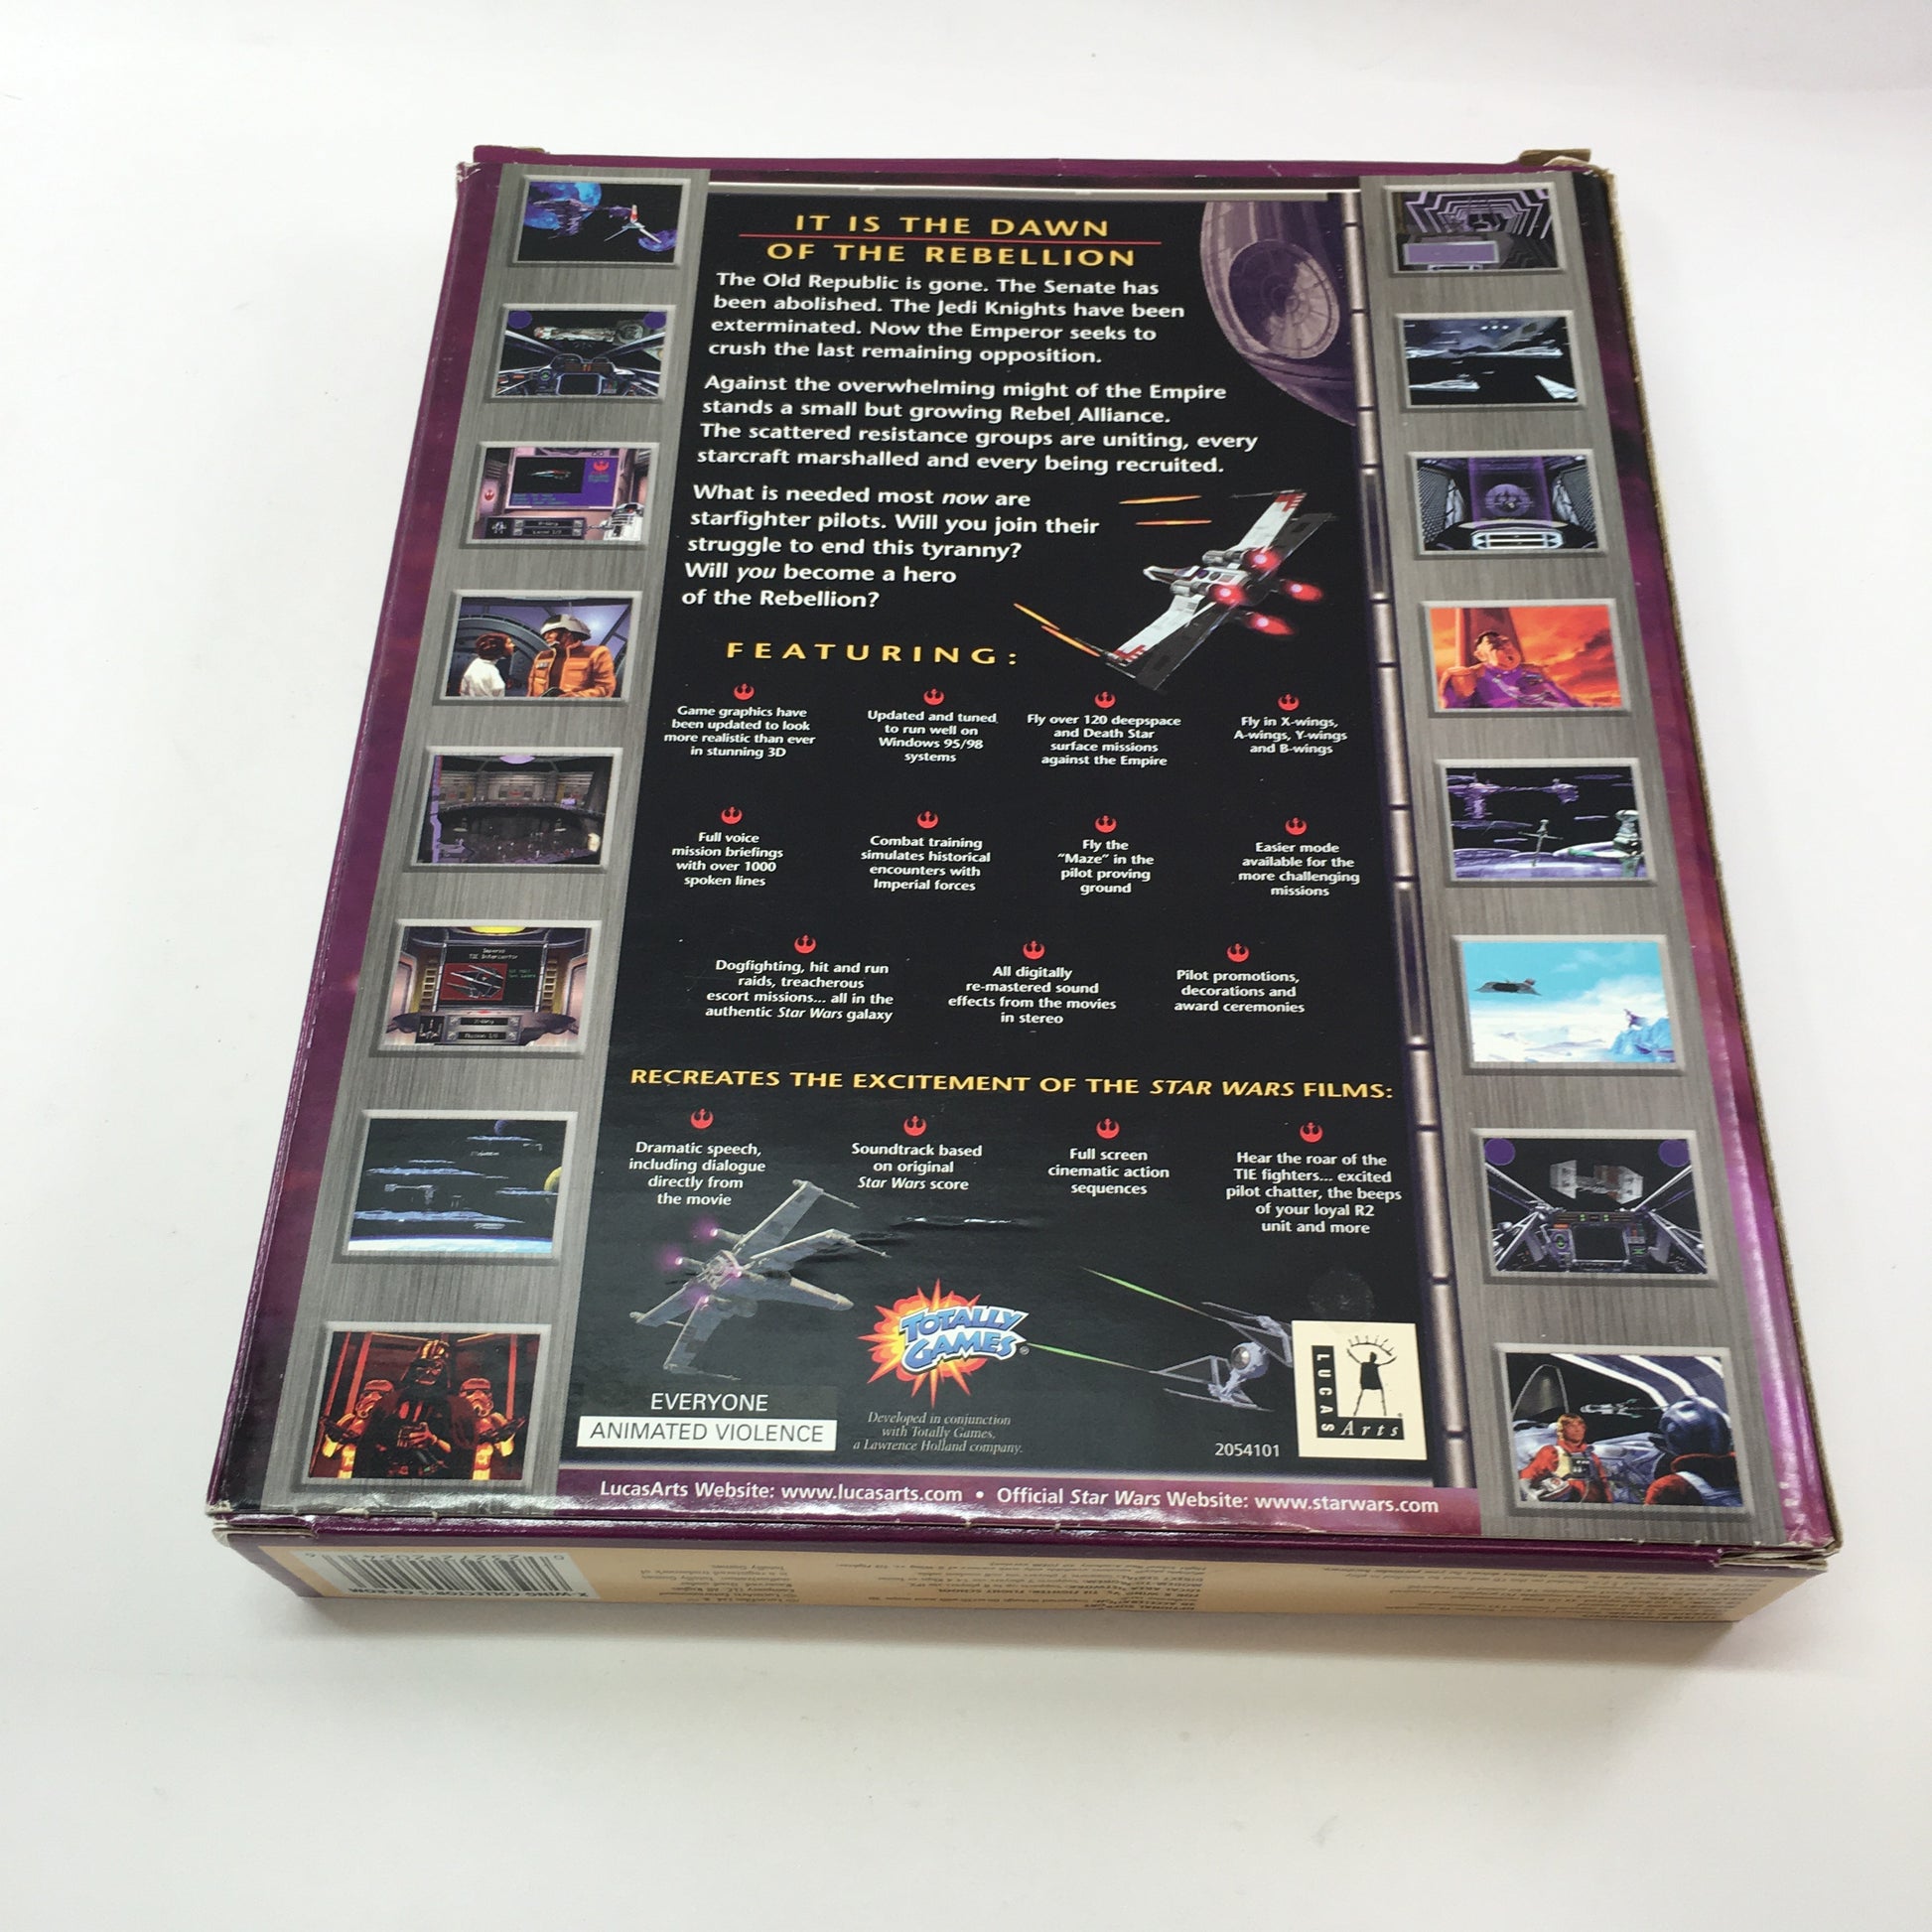 IT IS THE DAWN
OF THE REBELLION
The Old Republic is gone. The Senate has
been abolished. The Jedi Knights have been
exterminated. Now the Emperor seeks to
crush the last remaining opposition.
Against the overwhelming might of the Empire
stands a small but growing Rebel Alliance.
The scattered resistance groups are uniting, every
starcraft marshalled and every being recruited.
What is needed most now are
starfighter pilots. Will you join their
struggle to end this tyranny?
Will you become a hero
of the Rebellion?
FEATURING:
Game graphics have
been updated to look
more realistic than ever
in stunning 3D
Updated and tuned
to run well on
Windows 95/98
systems
Fly over 120 deepspace
and Death Star
surface missions
against the Empire
Fly in X-wings,
A-wings, Y-wings
and B-wings
Full voice
mission briefings
with over 1000
spoken lines
Combat training
simulates historical
encounters with
Imperial forces
Fly the
"Maze" in the
pilot proving
ground
Easier mode
available for the
more challenging
missions
Dogfighting, hit and run
raids, treacherous
escort missions... all in the
authentic Star Wars galaxy
All digitally
re-mastered sound
effects from the movies
in stereo
Pilot promotions,
decorations and
award ceremonies
RECREATES THE EXCITEMENT OF THE STAR WARS FILMS:
Dramatic speech,
including dialogue
directly from
the movie
Soundtrack based
on original
Star Wars score
Full screen
cinematic action
sequences
Hear the roar of the
TIE fighters... excited
pilot chatter, the beeps
of your loyal R2
unit and more
TOTALLY
GAMES®
EVERYONE
ANIMATED VIOLENCE
Developed in conjunction
with Totally Games,
a Lawrence Holland company.
2054101
LUCAS
Arts
LucasArts Website: www.lucasarts.com • Official Star Wars Website: www.starwars.com
X-WING COLLECTOR'S CD-ROM